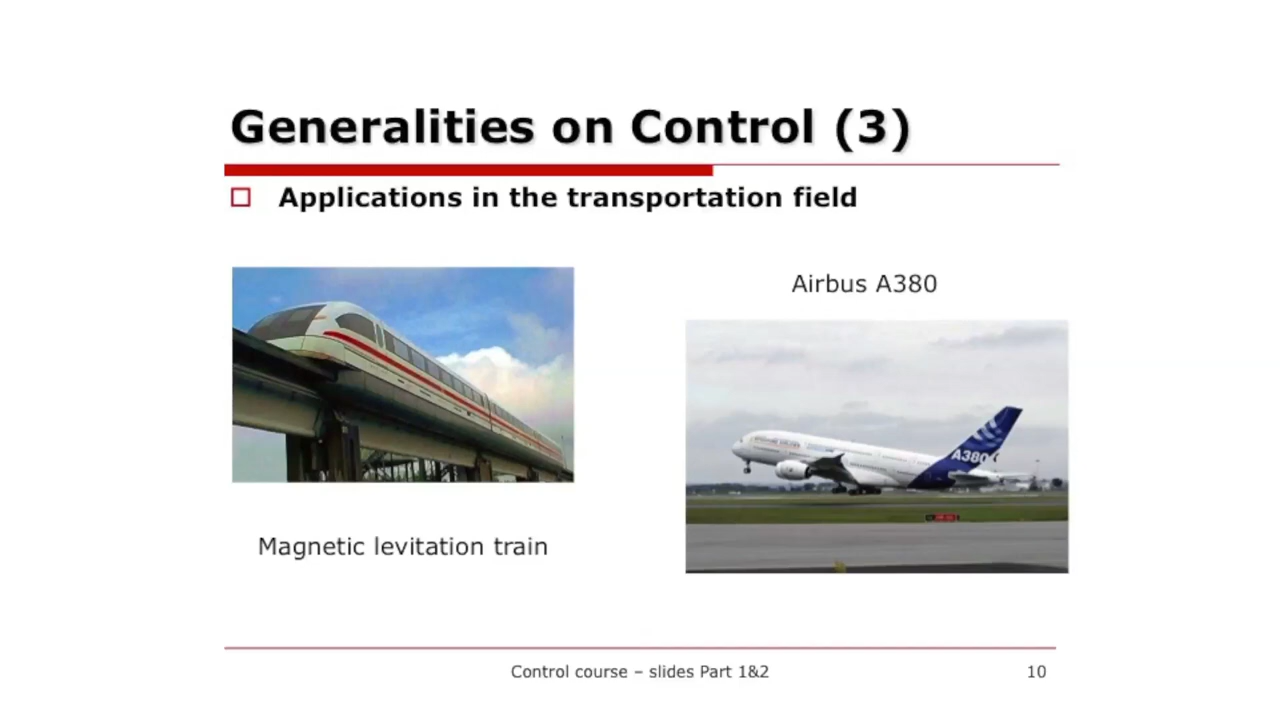 Generalities on Control (3)
Applications in the transportation field
Airbus A380
A380
Magnetic levitation train
Control course – slides Part 1&2
10